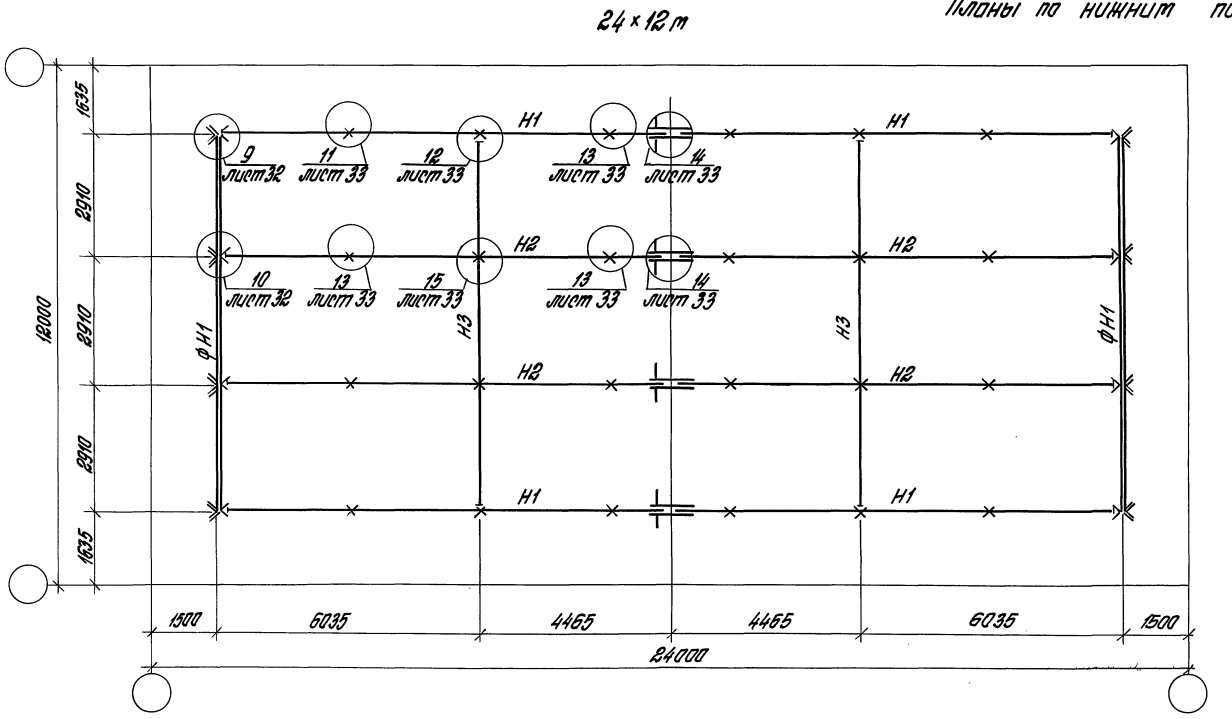 Планы по нижним
24 × 12 м
1635
2910
2910
2910
1635
12000
Н1
Н1
9
лист 32
11
лист 33
12
лист 33
13
лист 33
14
лист 33
Н2
Н2
10
лист 32
13
лист 33
15
лист 33
13
лист 33
14
лист 33
ФН1
Н3
Н3
ФН1
Н2
Н2
Н1
Н1
1500
6035
4465
4465
6035
1500
24000